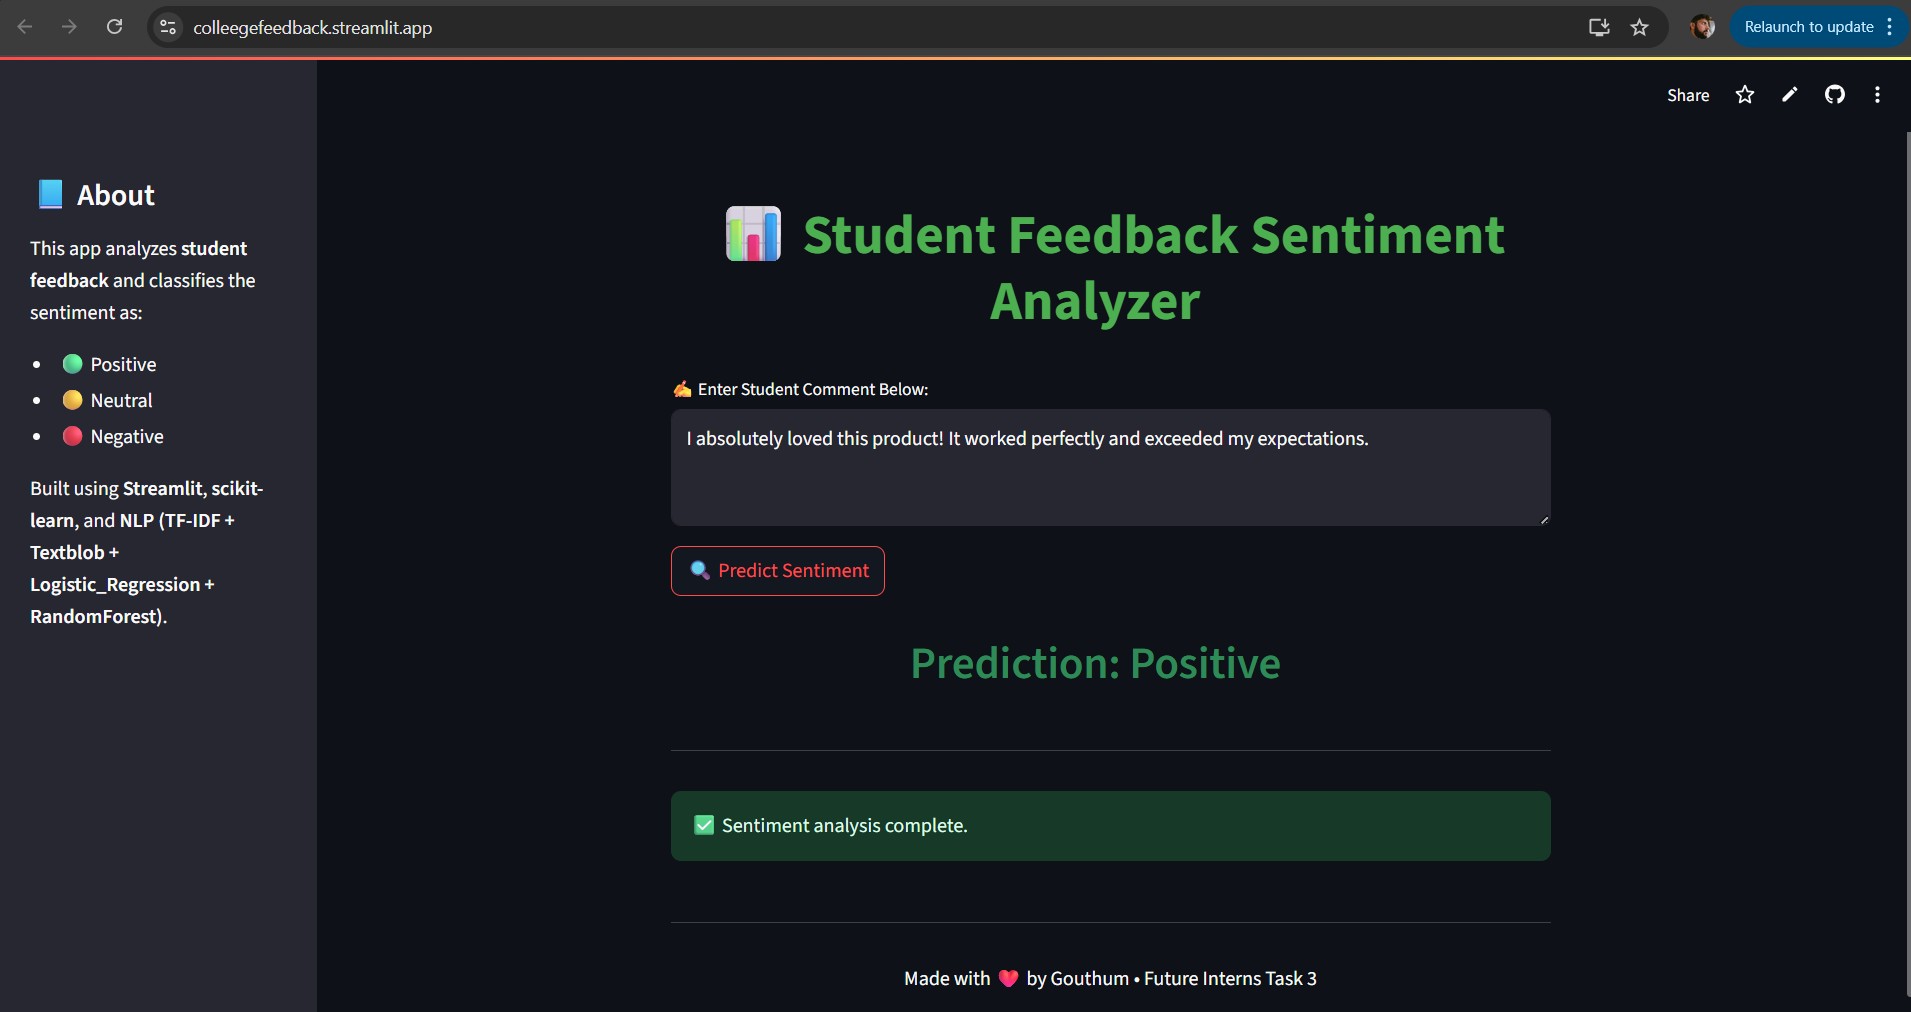 colleegefeedback.streamlit.app
Relaunch to update
Share
About
This app analyzes student
feedback and classifies the
sentiment as:
Positive
Neutral
Negative
Built using Streamlit, scikit-
learn, and NLP (TF-IDF +
Textblob +
Logistic_Regression +
RandomForest).
Student Feedback Sentiment
Analyzer
Enter Student Comment Below:
I absolutely loved this product! It worked perfectly and exceeded my expectations.
Predict Sentiment
Prediction: Positive
Sentiment analysis complete.
Made with ❤️ by Gouthum • Future Interns Task 3